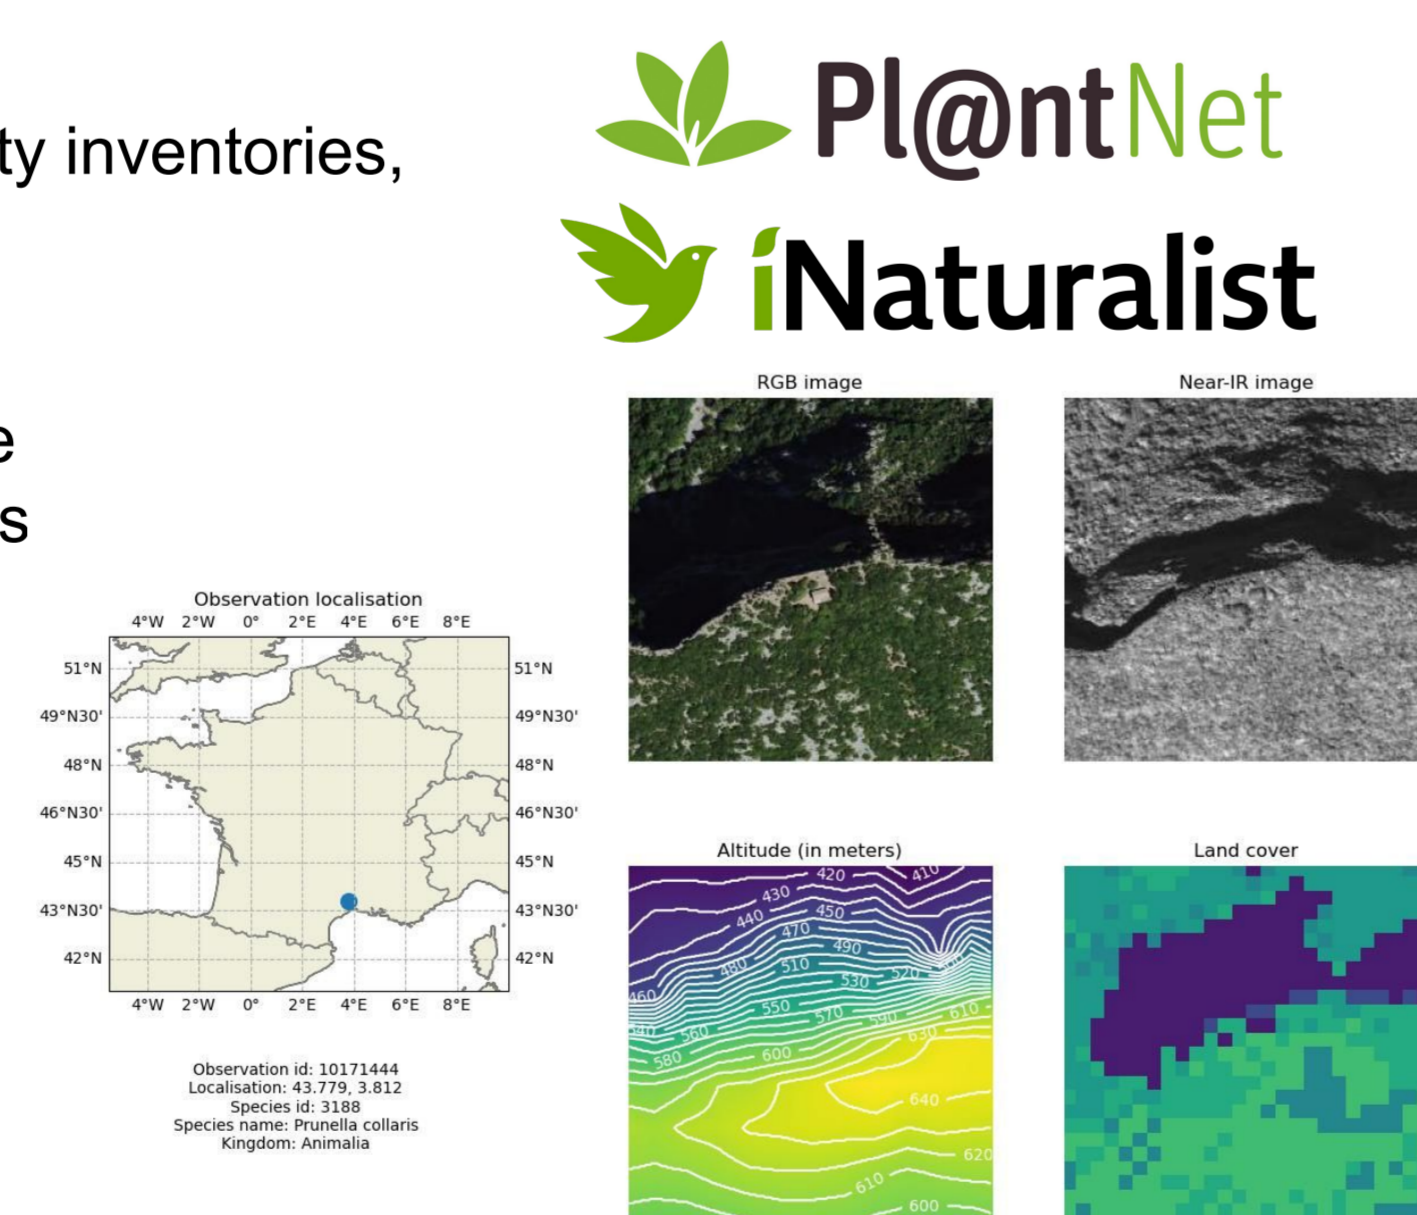 ty inventories,
Pl@ntNet
iNaturalist
e
s
RGB image
Near-IR image
Observation localisation
4°W 2°W 0° 2°E 4°E 6°E 8°E
51°N 51°N
49°N30' 49°N30'
48°N 48°N
46°N30' 46°N30'
45°N 45°N
43°N30' 43°N30'
42°N 42°N
4°W 2°W 0° 2°E 4°E 6°E 8°E
Observation id: 10171444
Localisation: 43.779, 3.812
Species id: 3188
Species name: Prunella collaris
Kingdom: Animalia
Altitude (in meters)
420 410
430
440 450
470
480 490
510
460 530 520
550
540 560 570 590 610
580 600 630
640
620
610
600
Land cover